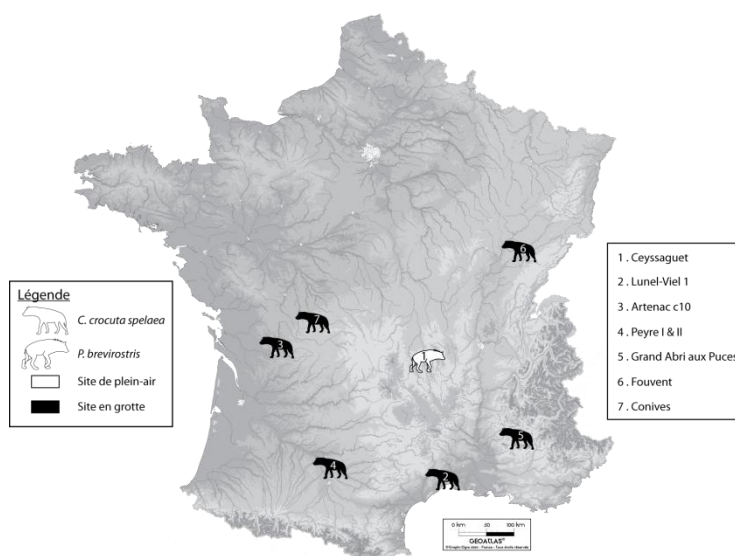 6
7
3
1
5
4
2
Légende
C. crocuta spelaea
P. brevirostris
Site de plein-air
Site en grotte
1 . Ceyssaguet
2 . Lunel-Viel 1
3 . Artenac c10
4 . Peyre I & II
5 . Grand Abri aux Puces
6 . Fouvent
7 . Conives
0 km 50 100 km
GEOATLAS